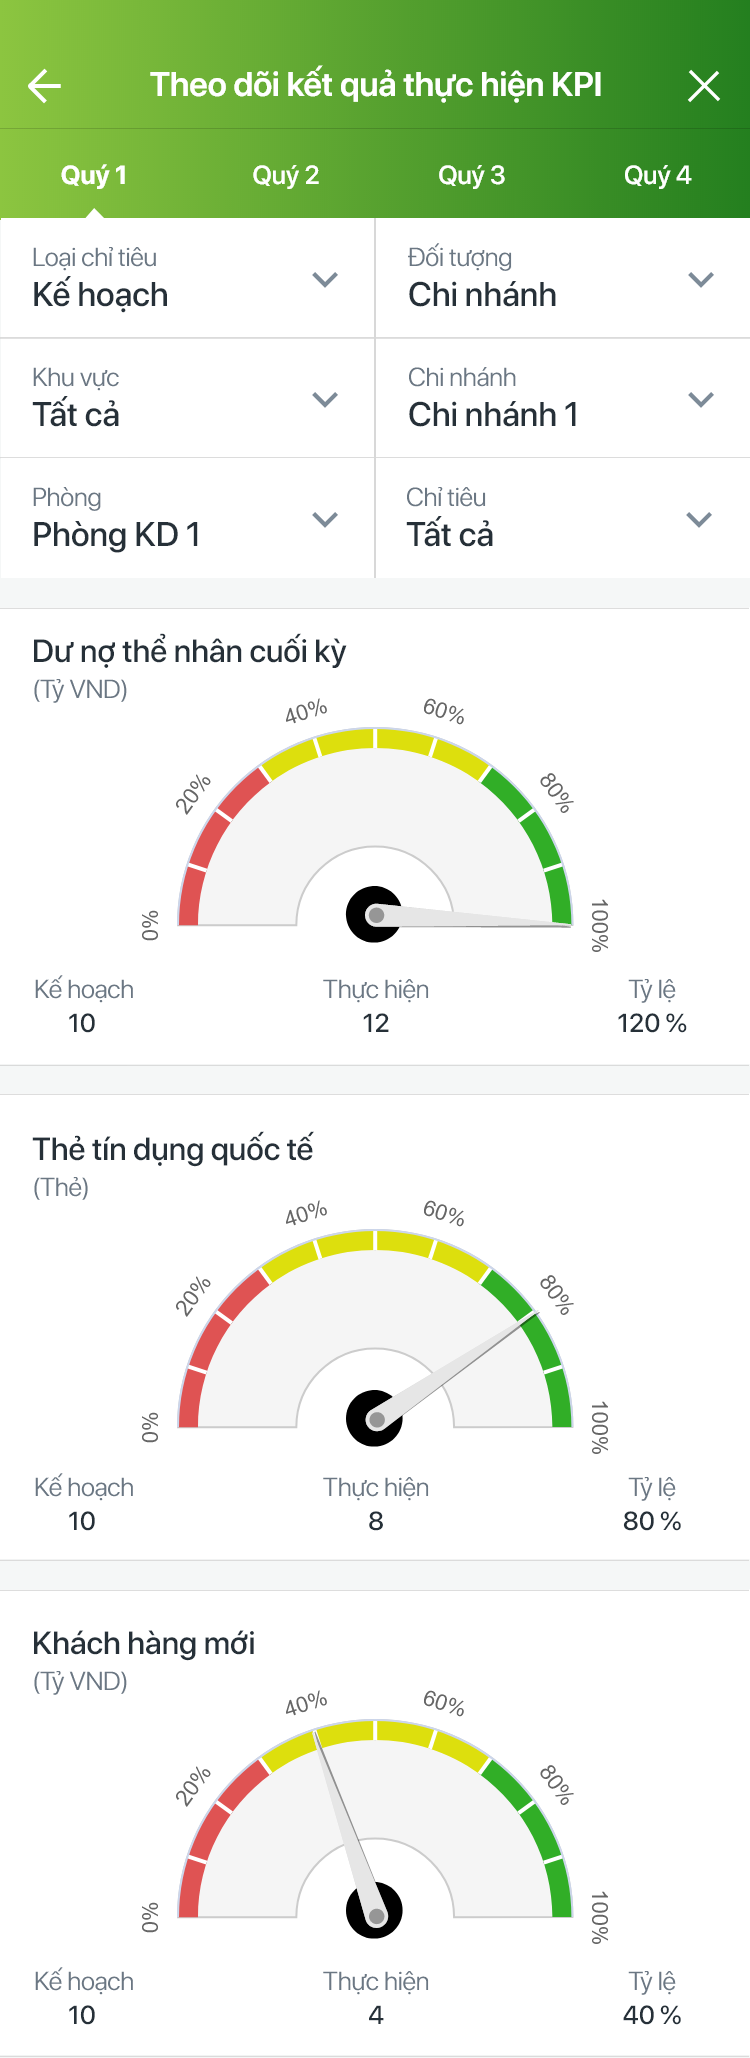 Theo dõi kết quả thực hiện KPI
Quý 1 Quý 2 Quý 3 Quý 4
Loại chỉ tiêu
Kế hoạch
Đối tượng
Chi nhánh
Khu vực
Tất cả
Chi nhánh
Chi nhánh 1
Phòng
Phòng KD 1
Chỉ tiêu
Tất cả
Dư nợ thể nhân cuối kỳ
(Tỷ VND)
0%
20%
40%
60%
80%
100%
Kế hoạch Thực hiện Tỷ lệ
10 12 120 %
Thẻ tín dụng quốc tế
(Thẻ)
0%
20%
40%
60%
80%
100%
Kế hoạch Thực hiện Tỷ lệ
10 8 80 %
Khách hàng mới
(Tỷ VND)
0%
20%
40%
60%
80%
100%
Kế hoạch Thực hiện Tỷ lệ
10 4 40 %